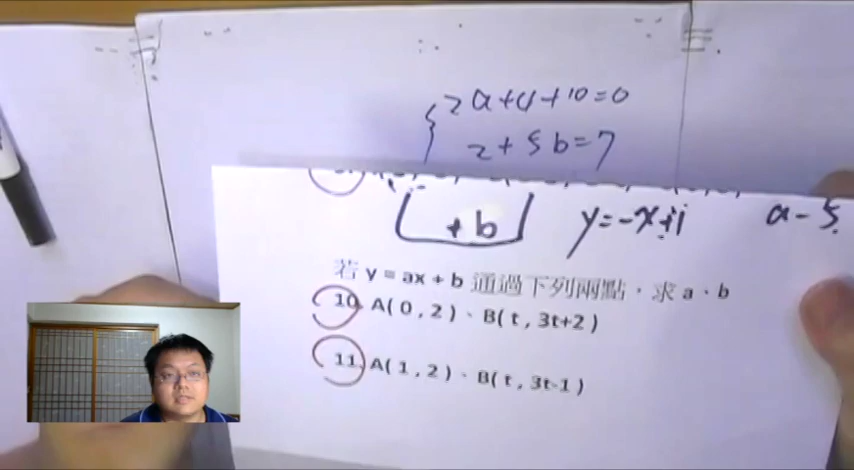 2a+4+10=0
2+5b=7
+b y=-x+11 a-5
若 y = ax + b 通過下列兩點，求 a、b
10 A(0,2)、B(t,3t+2)
11 A(1,2)、B(t,3t-1)